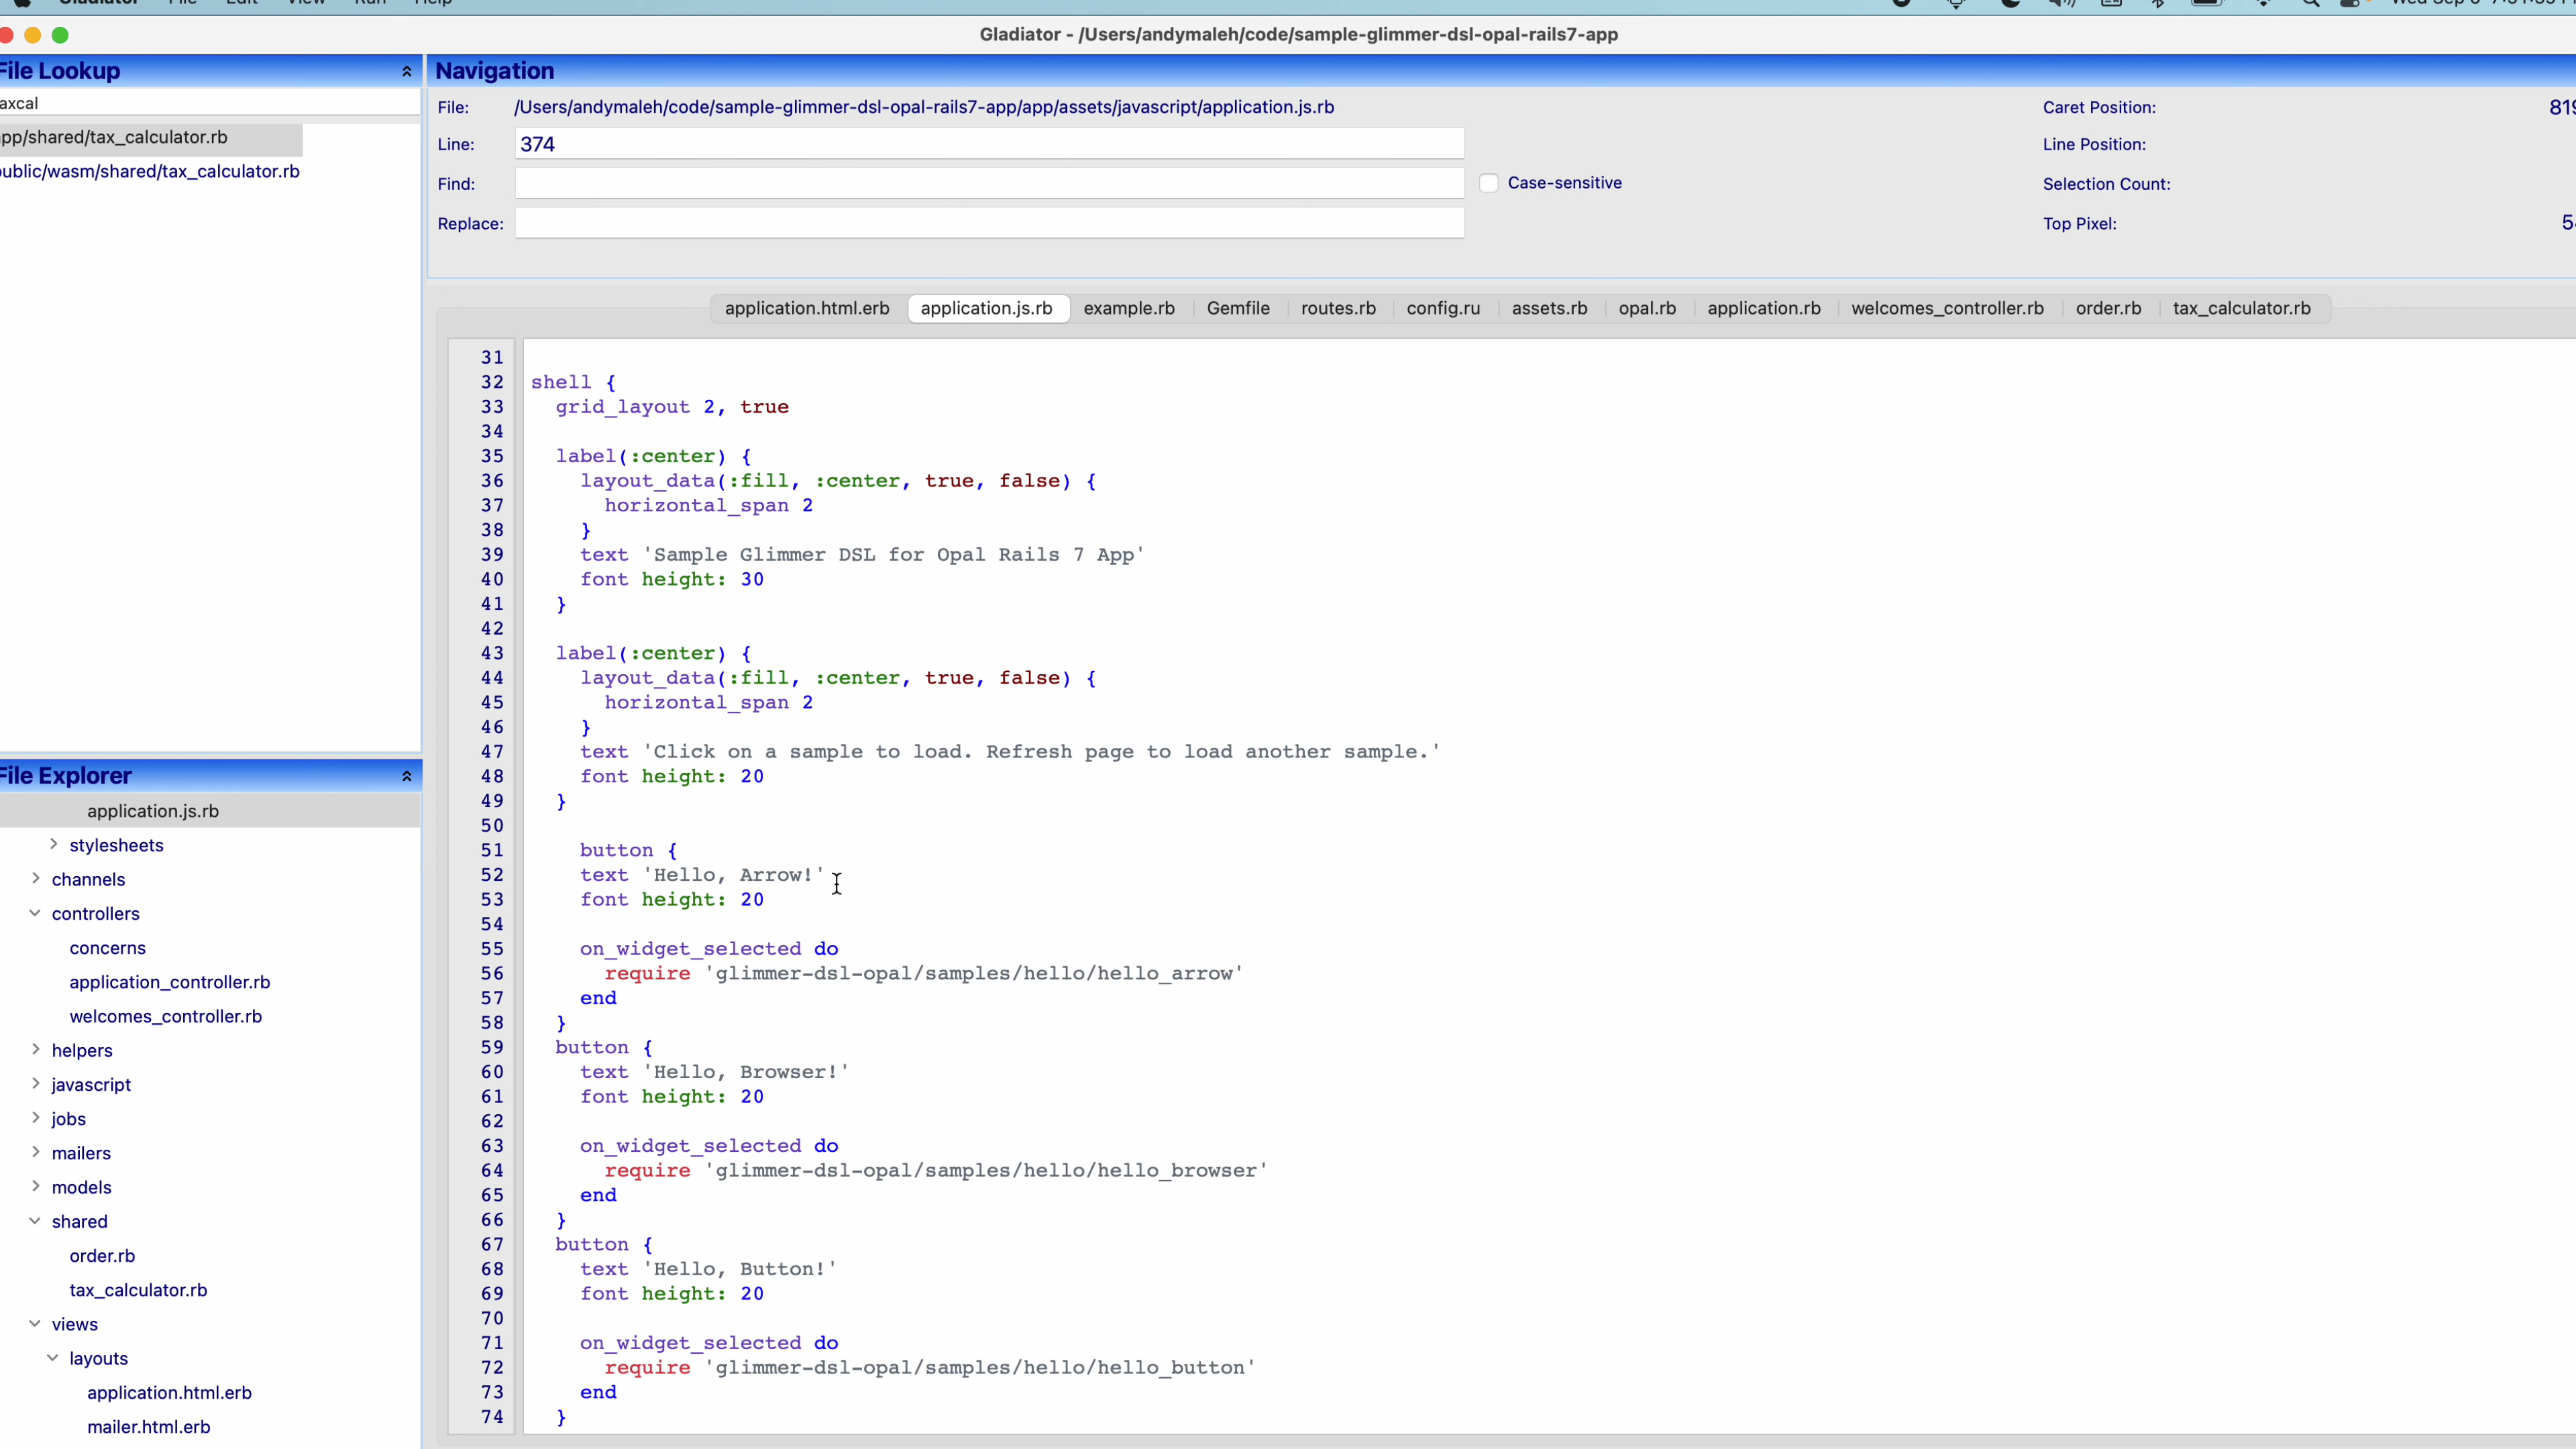 Gladiator File Edit View Run Help
Gladiator - /Users/andymaleh/code/sample-glimmer-dsl-opal-rails7-app
File Lookup
axcal
pp/shared/tax_calculator.rb
ublic/wasm/shared/tax_calculator.rb
Navigation
File: /Users/andymaleh/code/sample-glimmer-dsl-opal-rails7-app/app/assets/javascript/application.js.rb
Line: 374
Find:
Case-sensitive
Replace:
Caret Position: 819
Line Position:
Selection Count:
Top Pixel:
application.html.erb application.js.rb example.rb Gemfile routes.rb config.ru assets.rb opal.rb application.rb welcomes_controller.rb order.rb tax_calculator.rb
31
32 shell {
33   grid_layout 2, true
34
35   label(:center) {
36     layout_data(:fill, :center, true, false) {
37       horizontal_span 2
38     }
39     text 'Sample Glimmer DSL for Opal Rails 7 App'
40     font height: 30
41   }
42
43   label(:center) {
44     layout_data(:fill, :center, true, false) {
45       horizontal_span 2
46     }
47     text 'Click on a sample to load. Refresh page to load another sample.'
48     font height: 20
49   }
50
51     button {
52     text 'Hello, Arrow!'
53     font height: 20
54
55     on_widget_selected do
56       require 'glimmer-dsl-opal/samples/hello/hello_arrow'
57     end
58   }
59   button {
60     text 'Hello, Browser!'
61     font height: 20
62
63     on_widget_selected do
64       require 'glimmer-dsl-opal/samples/hello/hello_browser'
65     end
66   }
67   button {
68     text 'Hello, Button!'
69     font height: 20
70
71     on_widget_selected do
72       require 'glimmer-dsl-opal/samples/hello/hello_button'
73     end
74   }
File Explorer
application.js.rb
stylesheets
channels
controllers
concerns
application_controller.rb
welcomes_controller.rb
helpers
javascript
jobs
mailers
models
shared
order.rb
tax_calculator.rb
views
layouts
application.html.erb
mailer.html.erb